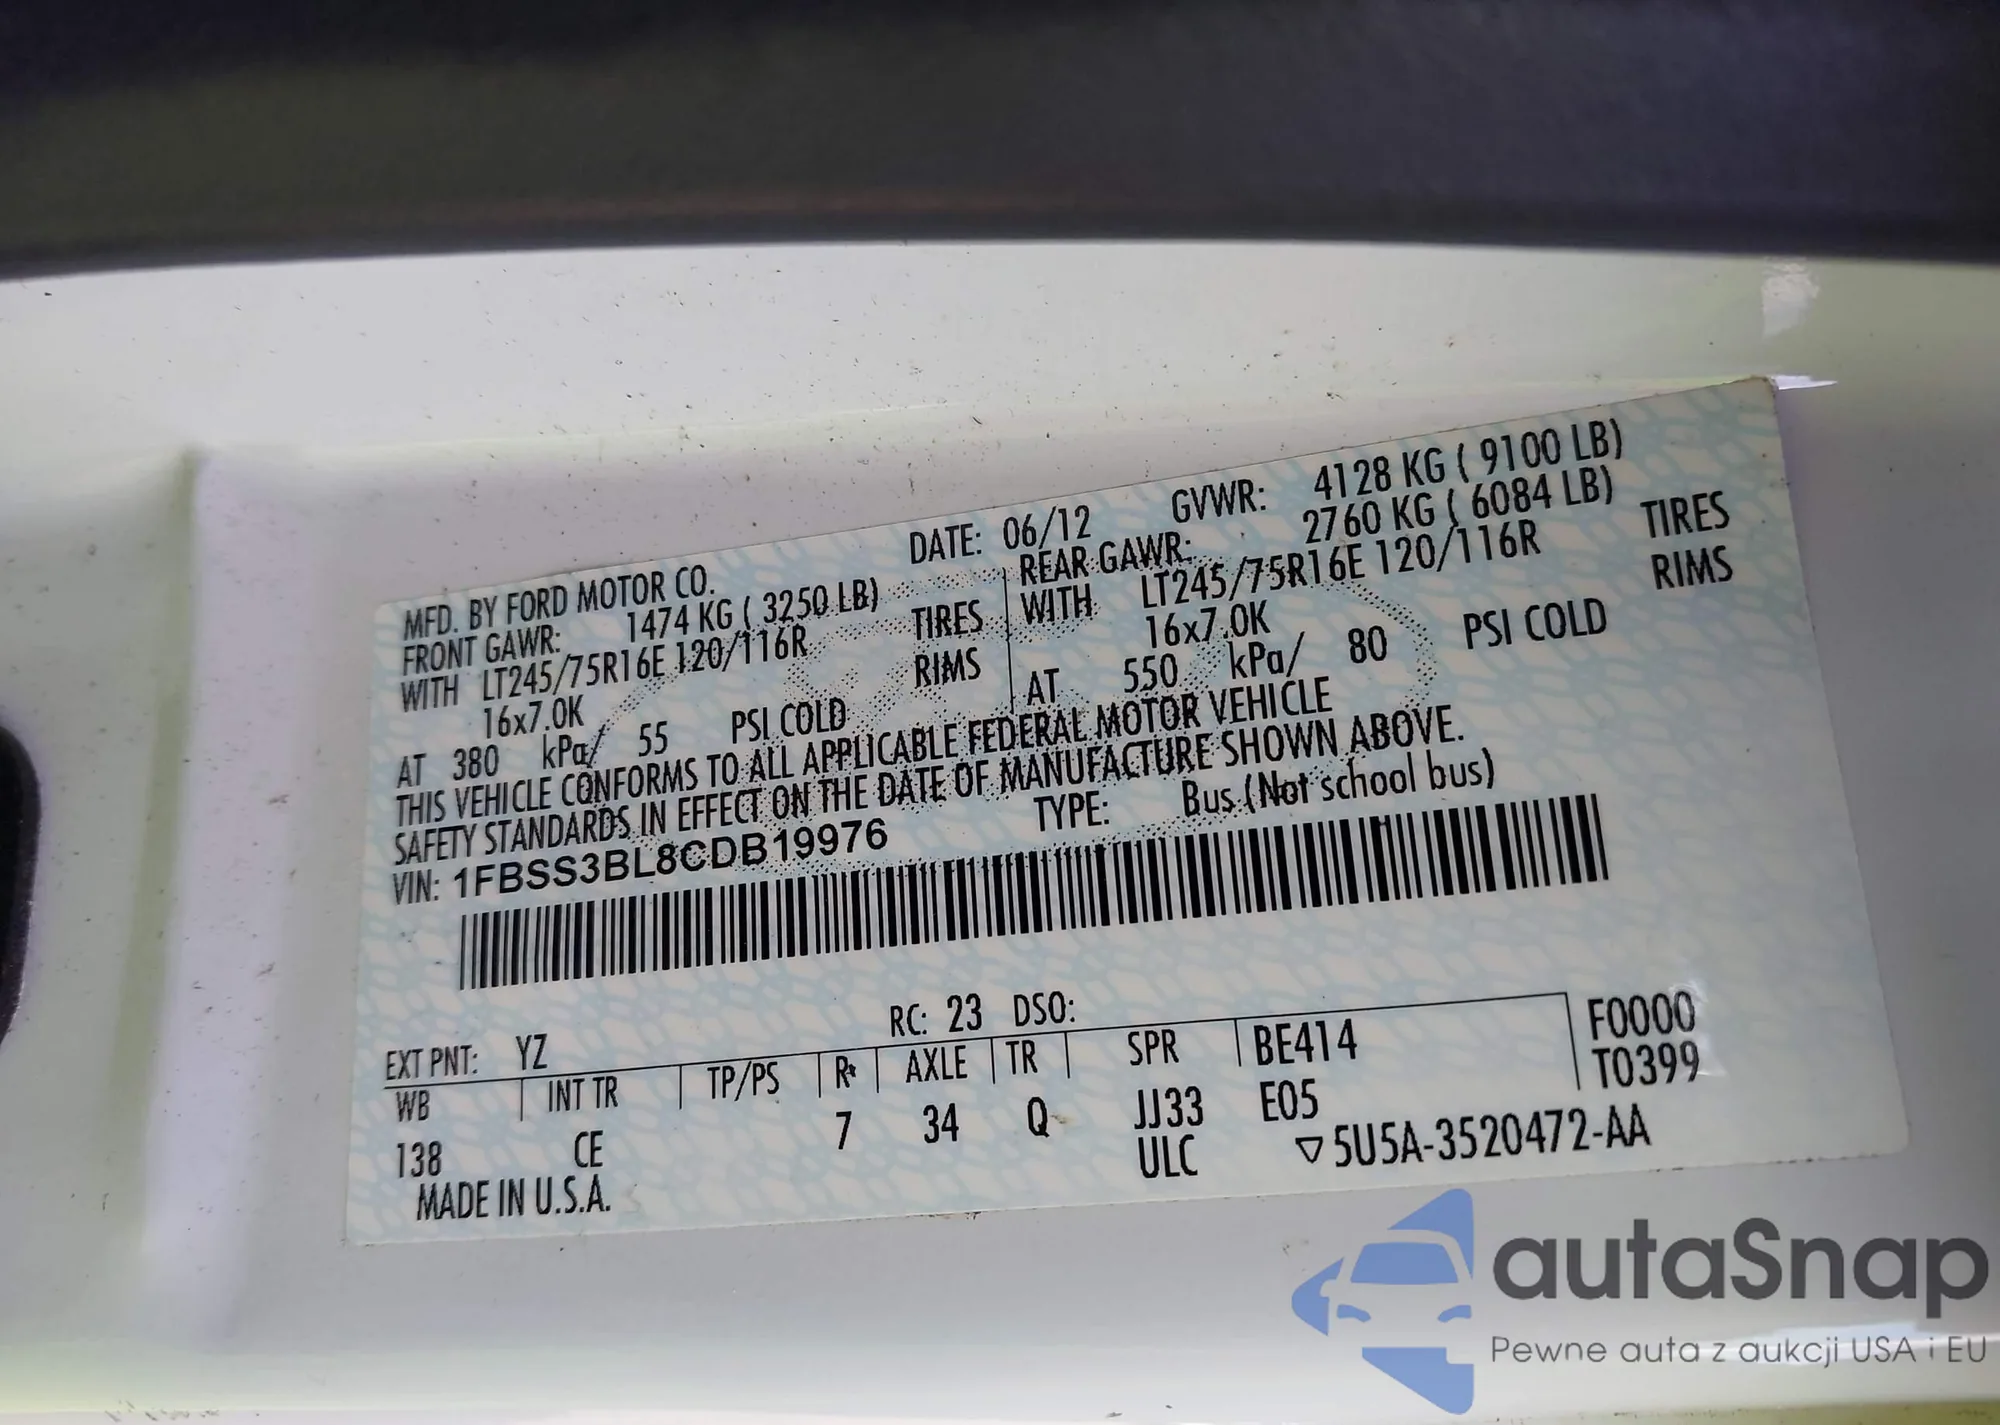 MFD. BY FORD MOTOR CO. DATE: 06/12 GVWR: 4128 KG ( 9100 LB)
FRONT GAWR: 1474 KG ( 3250 LB) REAR GAWR: 2760 KG ( 6084 LB)
WITH LT245/75R16E 120/116R TIRES WITH LT245/75R16E 120/116R TIRES
16x7.0K RIMS 16x7.0K RIMS
AT 380 kPa/ 55 PSI COLD AT 550 kPa/ 80 PSI COLD
THIS VEHICLE CONFORMS TO ALL APPLICABLE FEDERAL MOTOR VEHICLE
SAFETY STANDARDS IN EFFECT ON THE DATE OF MANUFACTURE SHOWN ABOVE.
VIN: 1FBSS3BL8CDB19976 TYPE: Bus (Not school bus)
EXT PNT: YZ RC: 23 DSO: F0000
WB INT TR TP/PS R* AXLE TR SPR BE414 T0399
138 CE 7 34 Q JJ33 E05
MADE IN U.S.A. ULC ▽5U5A-3520472-AA
autaSnap
Pewne auta z aukcji USA i EU